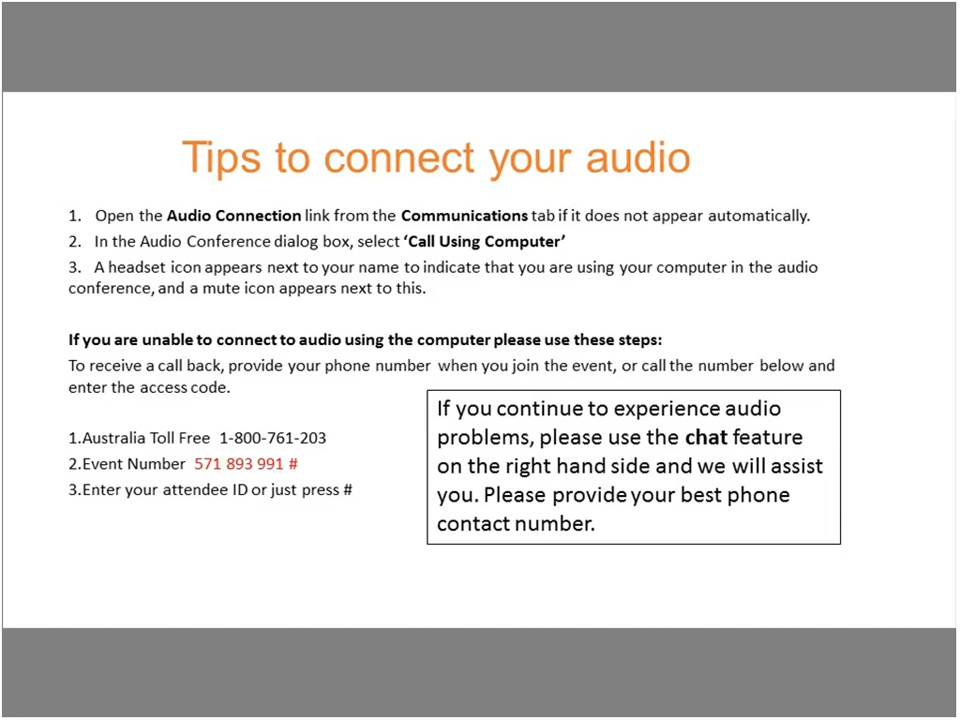 Tips to connect your audio
1. Open the Audio Connection link from the Communications tab if it does not appear automatically.
2. In the Audio Conference dialog box, select ‘Call Using Computer’
3. A headset icon appears next to your name to indicate that you are using your computer in the audio
conference, and a mute icon appears next to this.
If you are unable to connect to audio using the computer please use these steps:
To receive a call back, provide your phone number when you join the event, or call the number below and
enter the access code.
1.Australia Toll Free 1-800-761-203
2.Event Number 571 893 991 #
3.Enter your attendee ID or just press #
If you continue to experience audio
problems, please use the chat feature
on the right hand side and we will assist
you. Please provide your best phone
contact number.